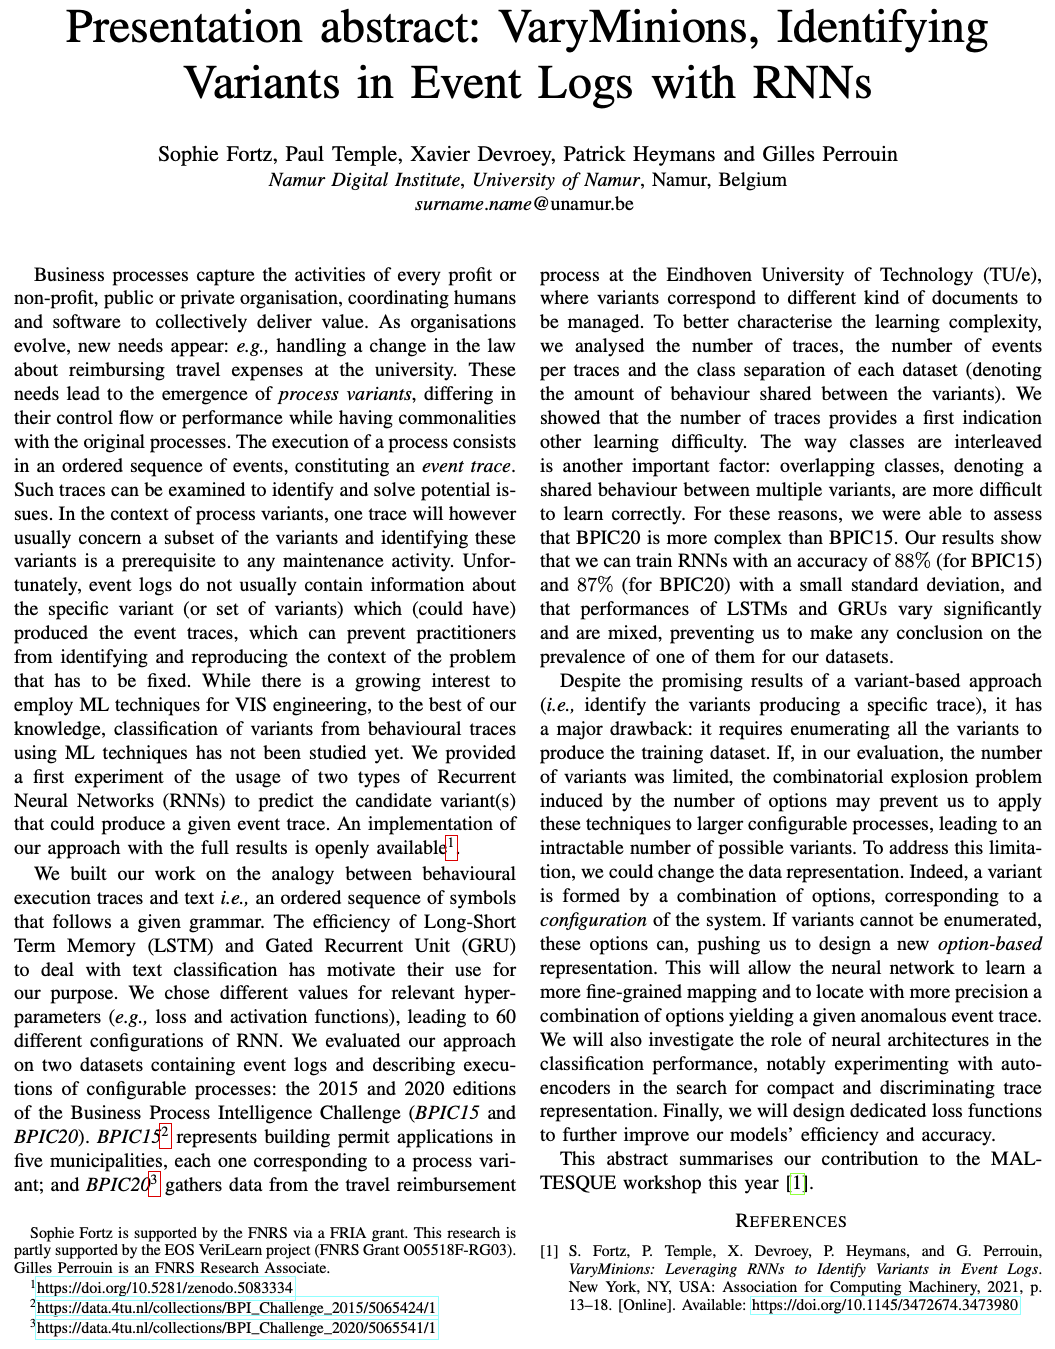 Presentation abstract: VaryMinions, Identifying
Variants in Event Logs with RNNs
Sophie Fortz, Paul Temple, Xavier Devroey, Patrick Heymans and Gilles Perrouin
Namur Digital Institute, University of Namur, Namur, Belgium
surname.name@unamur.be
Business processes capture the activities of every profit or
non-profit, public or private organisation, coordinating humans
and software to collectively deliver value. As organisations
evolve, new needs appear: e.g., handling a change in the law
about reimbursing travel expenses at the university. These
needs lead to the emergence of process variants, differing in
their control flow or performance while having commonalities
with the original processes. The execution of a process consists
in an ordered sequence of events, constituting an event trace.
Such traces can be examined to identify and solve potential is-
sues. In the context of process variants, one trace will however
usually concern a subset of the variants and identifying these
variants is a prerequisite to any maintenance activity. Unfor-
tunately, event logs do not usually contain information about
the specific variant (or set of variants) which (could have)
produced the event traces, which can prevent practitioners
from identifying and reproducing the context of the problem
that has to be fixed. While there is a growing interest to
employ ML techniques for VIS engineering, to the best of our
knowledge, classification of variants from behavioural traces
using ML techniques has not been studied yet. We provided
a first experiment of the usage of two types of Recurrent
Neural Networks (RNNs) to predict the candidate variant(s)
that could produce a given event trace. An implementation of
our approach with the full results is openly available1.
We built our work on the analogy between behavioural
execution traces and text i.e., an ordered sequence of symbols
that follows a given grammar. The efficiency of Long-Short
Term Memory (LSTM) and Gated Recurrent Unit (GRU)
to deal with text classification has motivate their use for
our purpose. We chose different values for relevant hyper-
parameters (e.g., loss and activation functions), leading to 60
different configurations of RNN. We evaluated our approach
on two datasets containing event logs and describing execu-
tions of configurable processes: the 2015 and 2020 editions
of the Business Process Intelligence Challenge (BPIC15 and
BPIC20). BPIC152 represents building permit applications in
five municipalities, each one corresponding to a process vari-
ant; and BPIC203 gathers data from the travel reimbursement
Sophie Fortz is supported by the FNRS via a FRIA grant. This research is
partly supported by the EOS VeriLearn project (FNRS Grant O05518F-RG03).
Gilles Perrouin is an FNRS Research Associate.
1https://doi.org/10.5281/zenodo.5083334
2https://data.4tu.nl/collections/BPI_Challenge_2015/5065424/1
3https://data.4tu.nl/collections/BPI_Challenge_2020/5065541/1
process at the Eindhoven University of Technology (TU/e),
where variants correspond to different kind of documents to
be managed. To better characterise the learning complexity,
we analysed the number of traces, the number of events
per traces and the class separation of each dataset (denoting
the amount of behaviour shared between the variants). We
showed that the number of traces provides a first indication
other learning difficulty. The way classes are interleaved
is another important factor: overlapping classes, denoting a
shared behaviour between multiple variants, are more difficult
to learn correctly. For these reasons, we were able to assess
that BPIC20 is more complex than BPIC15. Our results show
that we can train RNNs with an accuracy of 88% (for BPIC15)
and 87% (for BPIC20) with a small standard deviation, and
that performances of LSTMs and GRUs vary significantly
and are mixed, preventing us to make any conclusion on the
prevalence of one of them for our datasets.
Despite the promising results of a variant-based approach
(i.e., identify the variants producing a specific trace), it has
a major drawback: it requires enumerating all the variants to
produce the training dataset. If, in our evaluation, the number
of variants was limited, the combinatorial explosion problem
induced by the number of options may prevent us to apply
these techniques to larger configurable processes, leading to an
intractable number of possible variants. To address this limita-
tion, we could change the data representation. Indeed, a variant
is formed by a combination of options, corresponding to a
configuration of the system. If variants cannot be enumerated,
these options can, pushing us to design a new option-based
representation. This will allow the neural network to learn a
more fine-grained mapping and to locate with more precision a
combination of options yielding a given anomalous event trace.
We will also investigate the role of neural architectures in the
classification performance, notably experimenting with auto-
encoders in the search for compact and discriminating trace
representation. Finally, we will design dedicated loss functions
to further improve our models' efficiency and accuracy.
This abstract summarises our contribution to the MAL-
TESQUE workshop this year [1].
REFERENCES
[1] S. Fortz, P. Temple, X. Devroey, P. Heymans, and G. Perrouin,
VaryMinions: Leveraging RNNs to Identify Variants in Event Logs.
New York, NY, USA: Association for Computing Machinery, 2021, p.
13–18. [Online]. Available: https://doi.org/10.1145/3472674.3473980